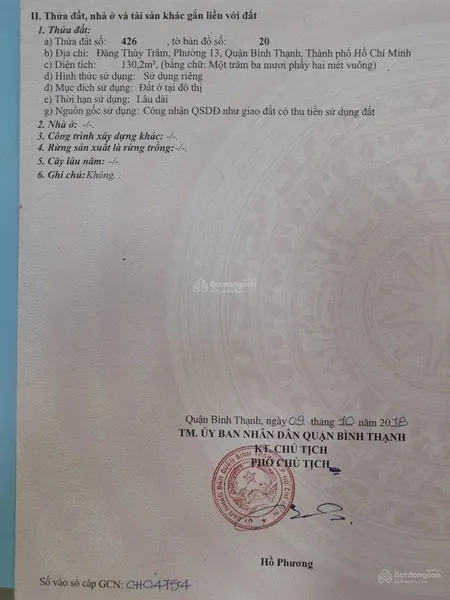 II. Thửa đất, nhà ở và tài sản khác gắn liền với đất
1. Thửa đất:
a) Thửa đất số: 426 , tờ bản đồ số: 20
b) Địa chỉ: Đặng Thùy Trâm, Phường 13, Quận Bình Thạnh, Thành phố Hồ Chí Minh
c) Diện tích: 130,2m², (bằng chữ: Một trăm ba mươi phẩy hai mét vuông)
d) Hình thức sử dụng: Sử dụng riêng
đ) Mục đích sử dụng: Đất ở tại đô thị
e) Thời hạn sử dụng: Lâu dài
g) Nguồn gốc sử dụng: Công nhận QSDĐ như giao đất có thu tiền sử dụng đất
2. Nhà ở: -/-.
3. Công trình xây dựng khác: -/-.
4. Rừng sản xuất là rừng trồng: -/-.
5. Cây lâu năm: -/-.
6. Ghi chú: Không.
Batdongsan
Quận Bình Thạnh, ngày 09 tháng 10 năm 2018
TM. ỦY BAN NHÂN DÂN QUẬN BÌNH THẠNH
KT. CHỦ TỊCH
PHÓ CHỦ TỊCH
Hồ Phương
Số vào sổ cấp GCN: CH04754
Batdongsan